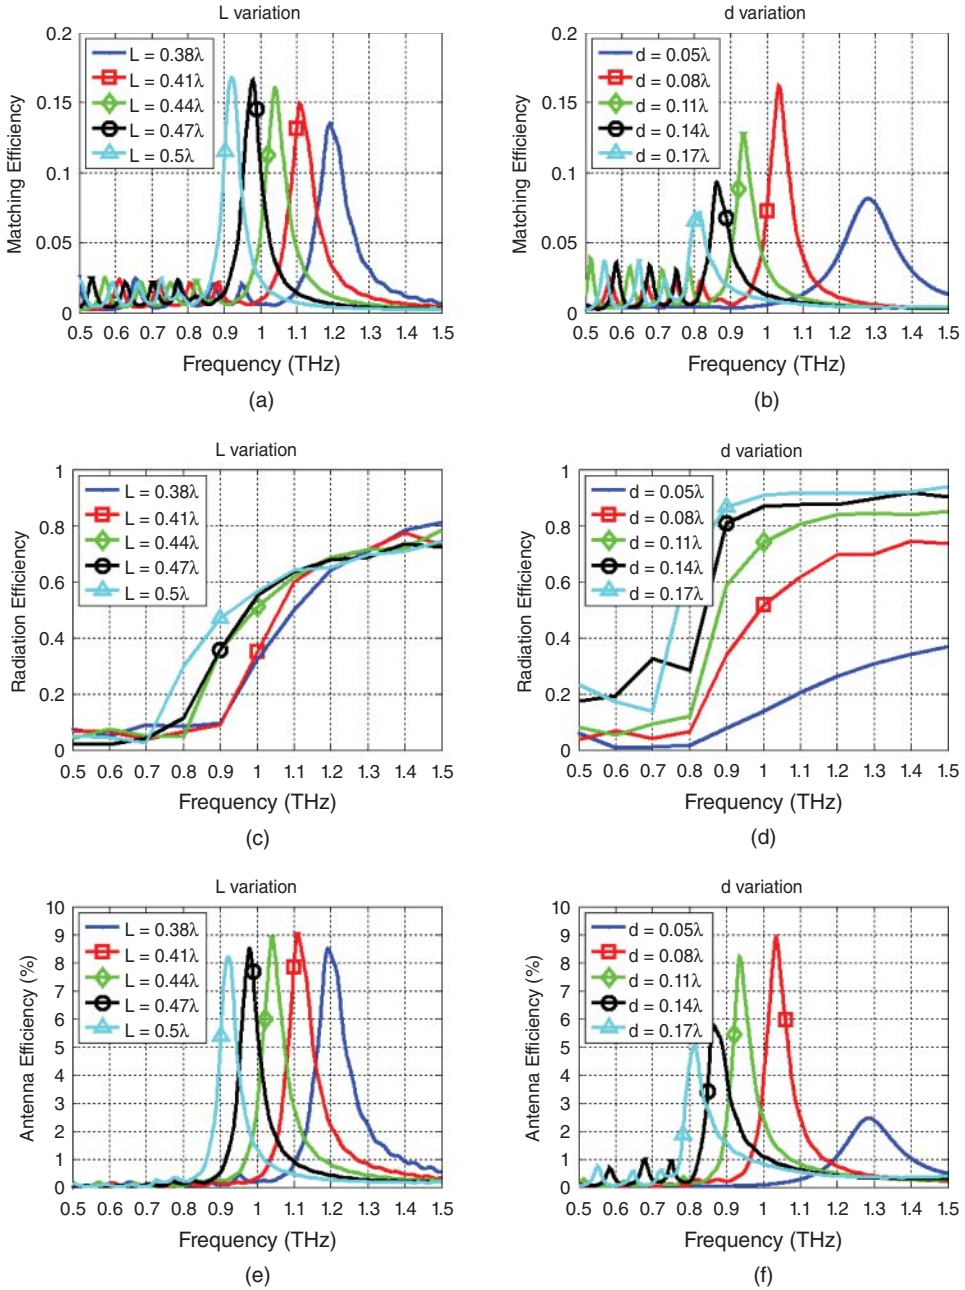 L variation
Matching Efficiency
0.2
0.15
0.1
0.05
0
L = 0.38λ
L = 0.41λ
L = 0.44λ
L = 0.47λ
L = 0.5λ
0.5 0.6 0.7 0.8 0.9 1 1.1 1.2 1.3 1.4 1.5
Frequency (THz)
(a)
d variation
Matching Efficiency
0.2
0.15
0.1
0.05
0
d = 0.05λ
d = 0.08λ
d = 0.11λ
d = 0.14λ
d = 0.17λ
0.5 0.6 0.7 0.8 0.9 1 1.1 1.2 1.3 1.4 1.5
Frequency (THz)
(b)
L variation
Radiation Efficiency
1
0.8
0.6
0.4
0.2
0
L = 0.38λ
L = 0.41λ
L = 0.44λ
L = 0.47λ
L = 0.5λ
0.5 0.6 0.7 0.8 0.9 1 1.1 1.2 1.3 1.4 1.5
Frequency (THz)
(c)
d variation
Radiation Efficiency
1
0.8
0.6
0.4
0.2
0
d = 0.05λ
d = 0.08λ
d = 0.11λ
d = 0.14λ
d = 0.17λ
0.5 0.6 0.7 0.8 0.9 1 1.1 1.2 1.3 1.4 1.5
Frequency (THz)
(d)
L variation
Antenna Efficiency (%)
10
9
8
7
6
5
4
3
2
1
0
L = 0.38λ
L = 0.41λ
L = 0.44λ
L = 0.47λ
L = 0.5λ
0.5 0.6 0.7 0.8 0.9 1 1.1 1.2 1.3 1.4 1.5
Frequency (THz)
(e)
d variation
Antenna Efficiency (%)
10
9
8
7
6
5
4
3
2
1
0
d = 0.05λ
d = 0.08λ
d = 0.11λ
d = 0.14λ
d = 0.17λ
0.5 0.6 0.7 0.8 0.9 1 1.1 1.2 1.3 1.4 1.5
Frequency (THz)
(f)